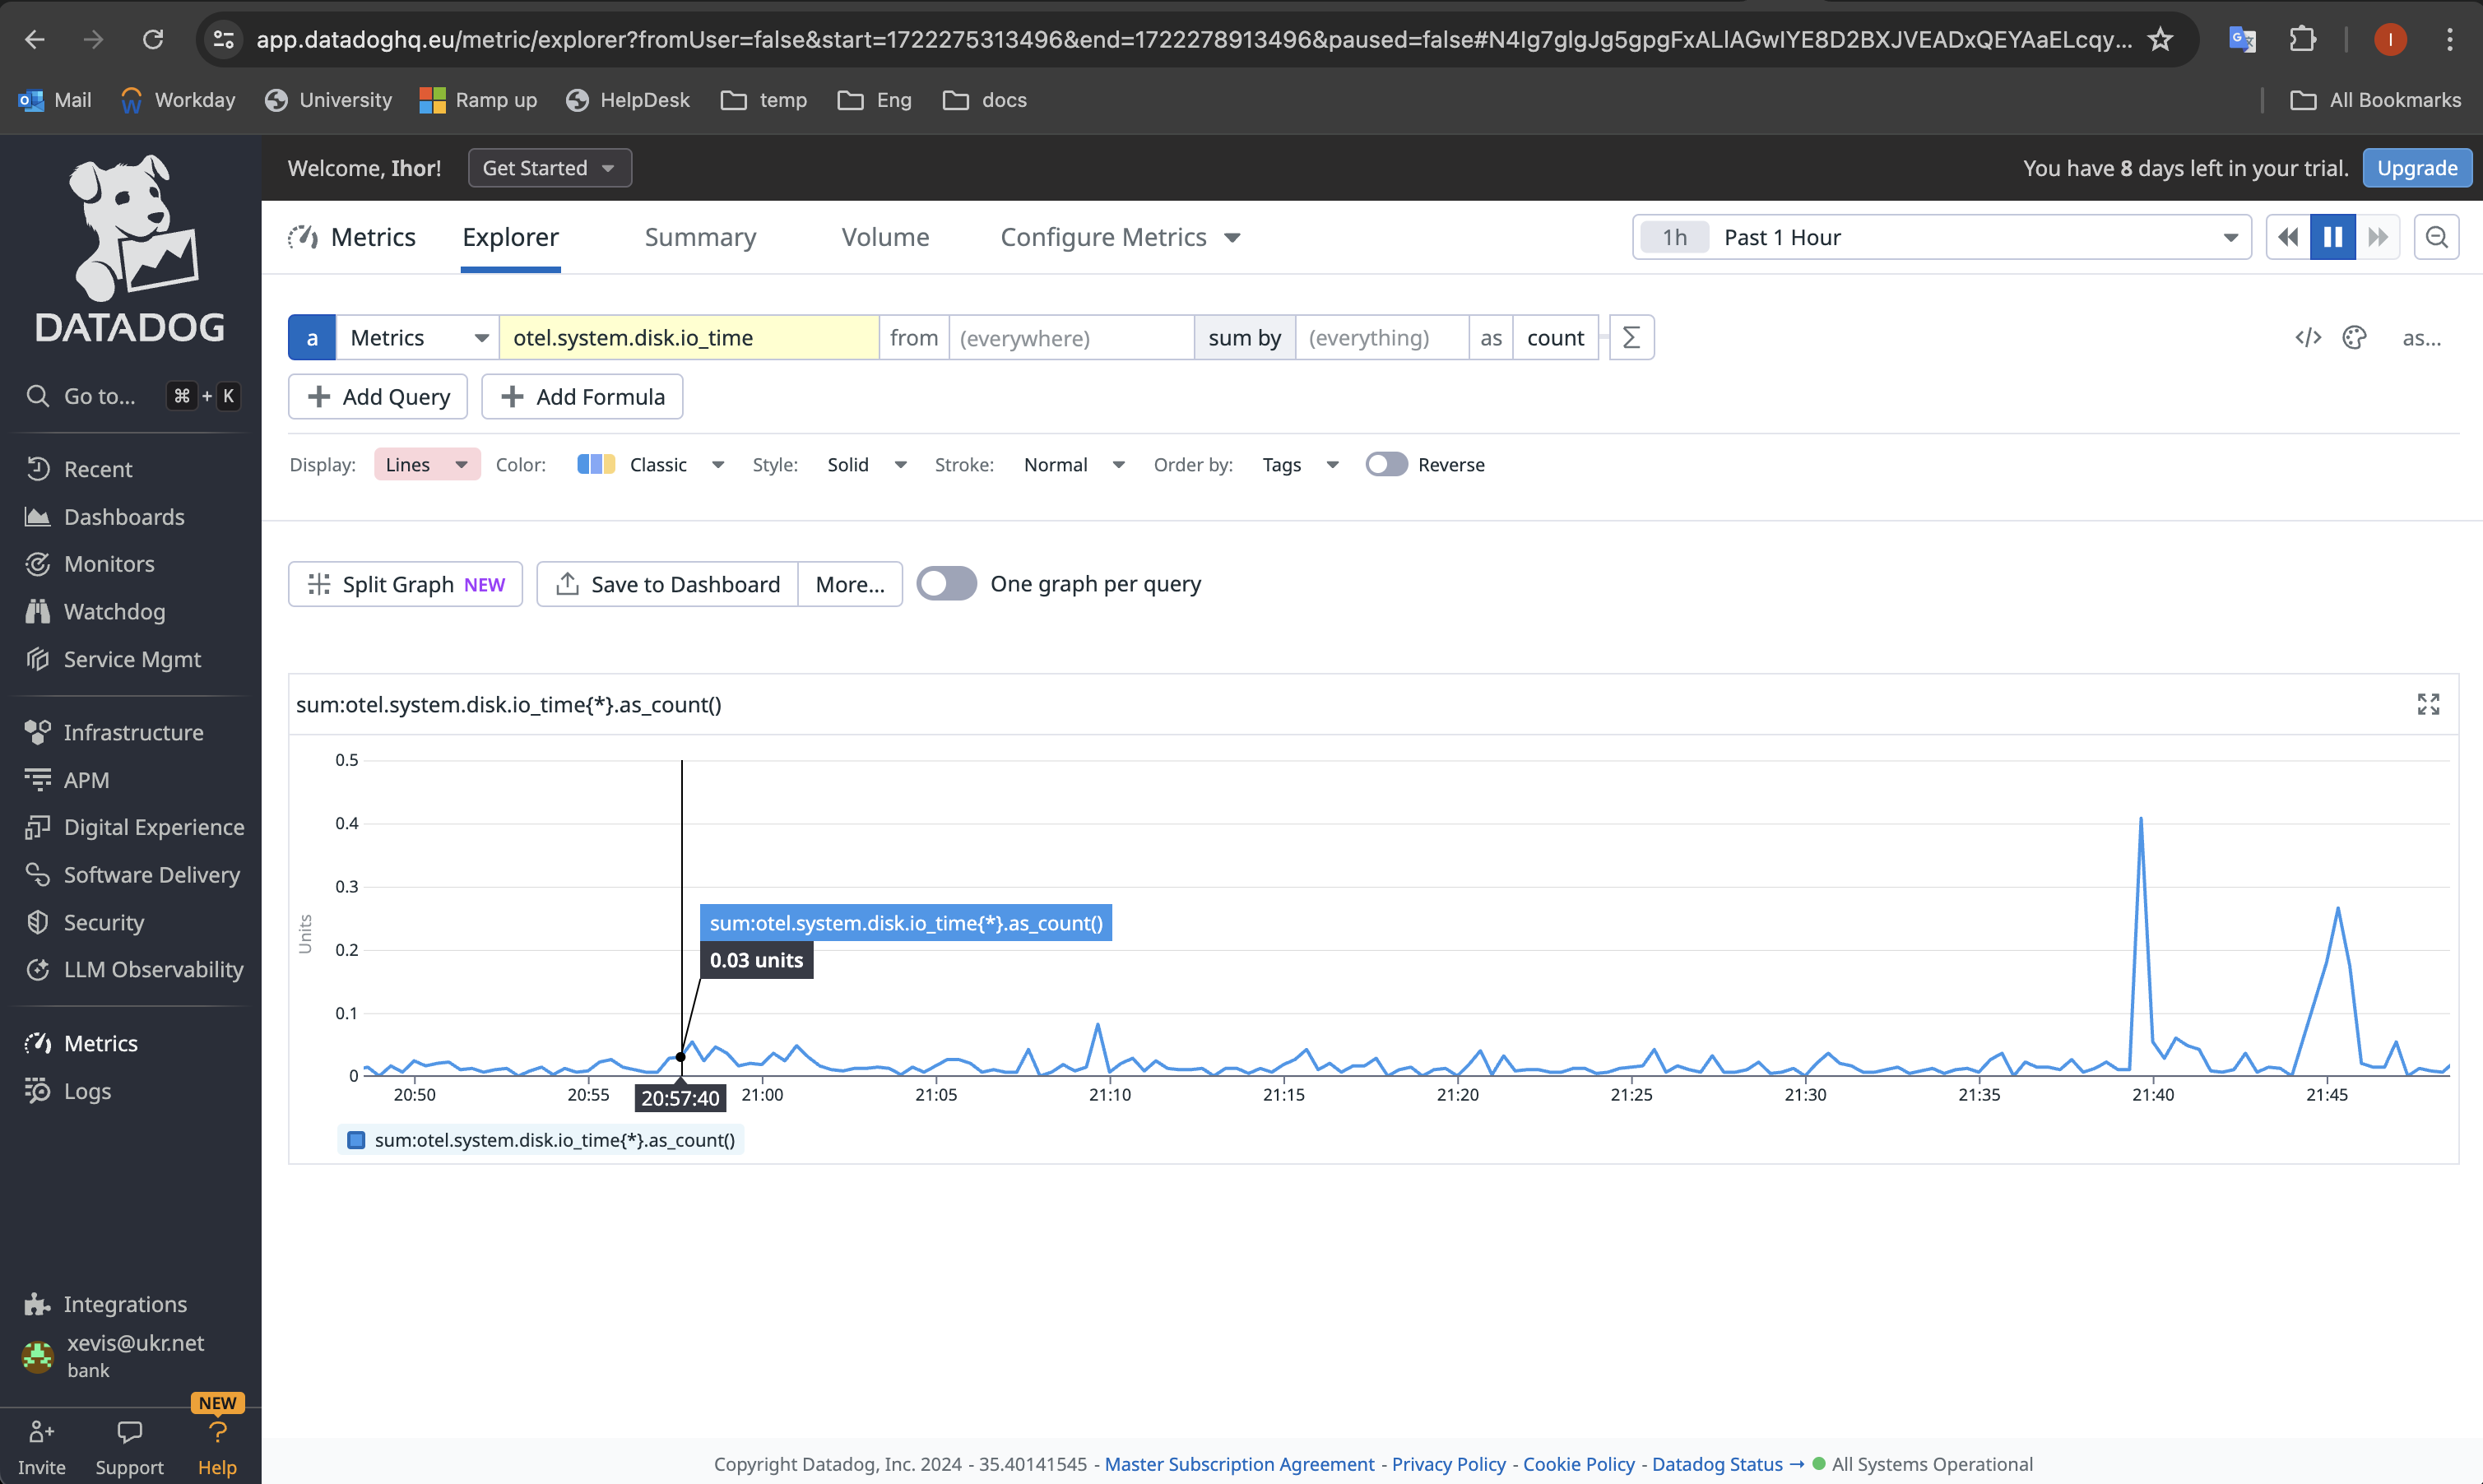 app.datadoghq.eu/metric/explorer?fromUser=false&start=1722275313496&end=1722278913496&paused=false#N4Ig7glgJg5gpgFxALlAGwIYE8D2BXJVEADxQEYAaELcqy...
Mail Workday University Ramp up HelpDesk temp Eng docs All Bookmarks
DATADOG
Go to... ⌘ + K
Recent
Dashboards
Monitors
Watchdog
Service Mgmt
Infrastructure
APM
Digital Experience
Software Delivery
Security
LLM Observability
Metrics
Logs
Integrations
xevis@ukr.net
bank
NEW
Invite Support Help
Welcome, Ihor! Get Started You have 8 days left in your trial. Upgrade
Metrics Explorer Summary Volume Configure Metrics 1h Past 1 Hour
a Metrics otel.system.disk.io_time from (everywhere) sum by (everything) as count Σ </> as...
Add Query Add Formula
Display: Lines Color: Classic Style: Solid Stroke: Normal Order by: Tags Reverse
Split Graph NEW Save to Dashboard More... One graph per query
sum:otel.system.disk.io_time{*}.as_count()
0.5
0.4
0.3
0.2
0.1
0
Units
sum:otel.system.disk.io_time{*}.as_count()
0.03 units
20:50 20:55 20:57:40 21:00 21:05 21:10 21:15 21:20 21:25 21:30 21:35 21:40 21:45
sum:otel.system.disk.io_time{*}.as_count()
Copyright Datadog, Inc. 2024 - 35.40141545 - Master Subscription Agreement - Privacy Policy - Cookie Policy - Datadog Status → All Systems Operational